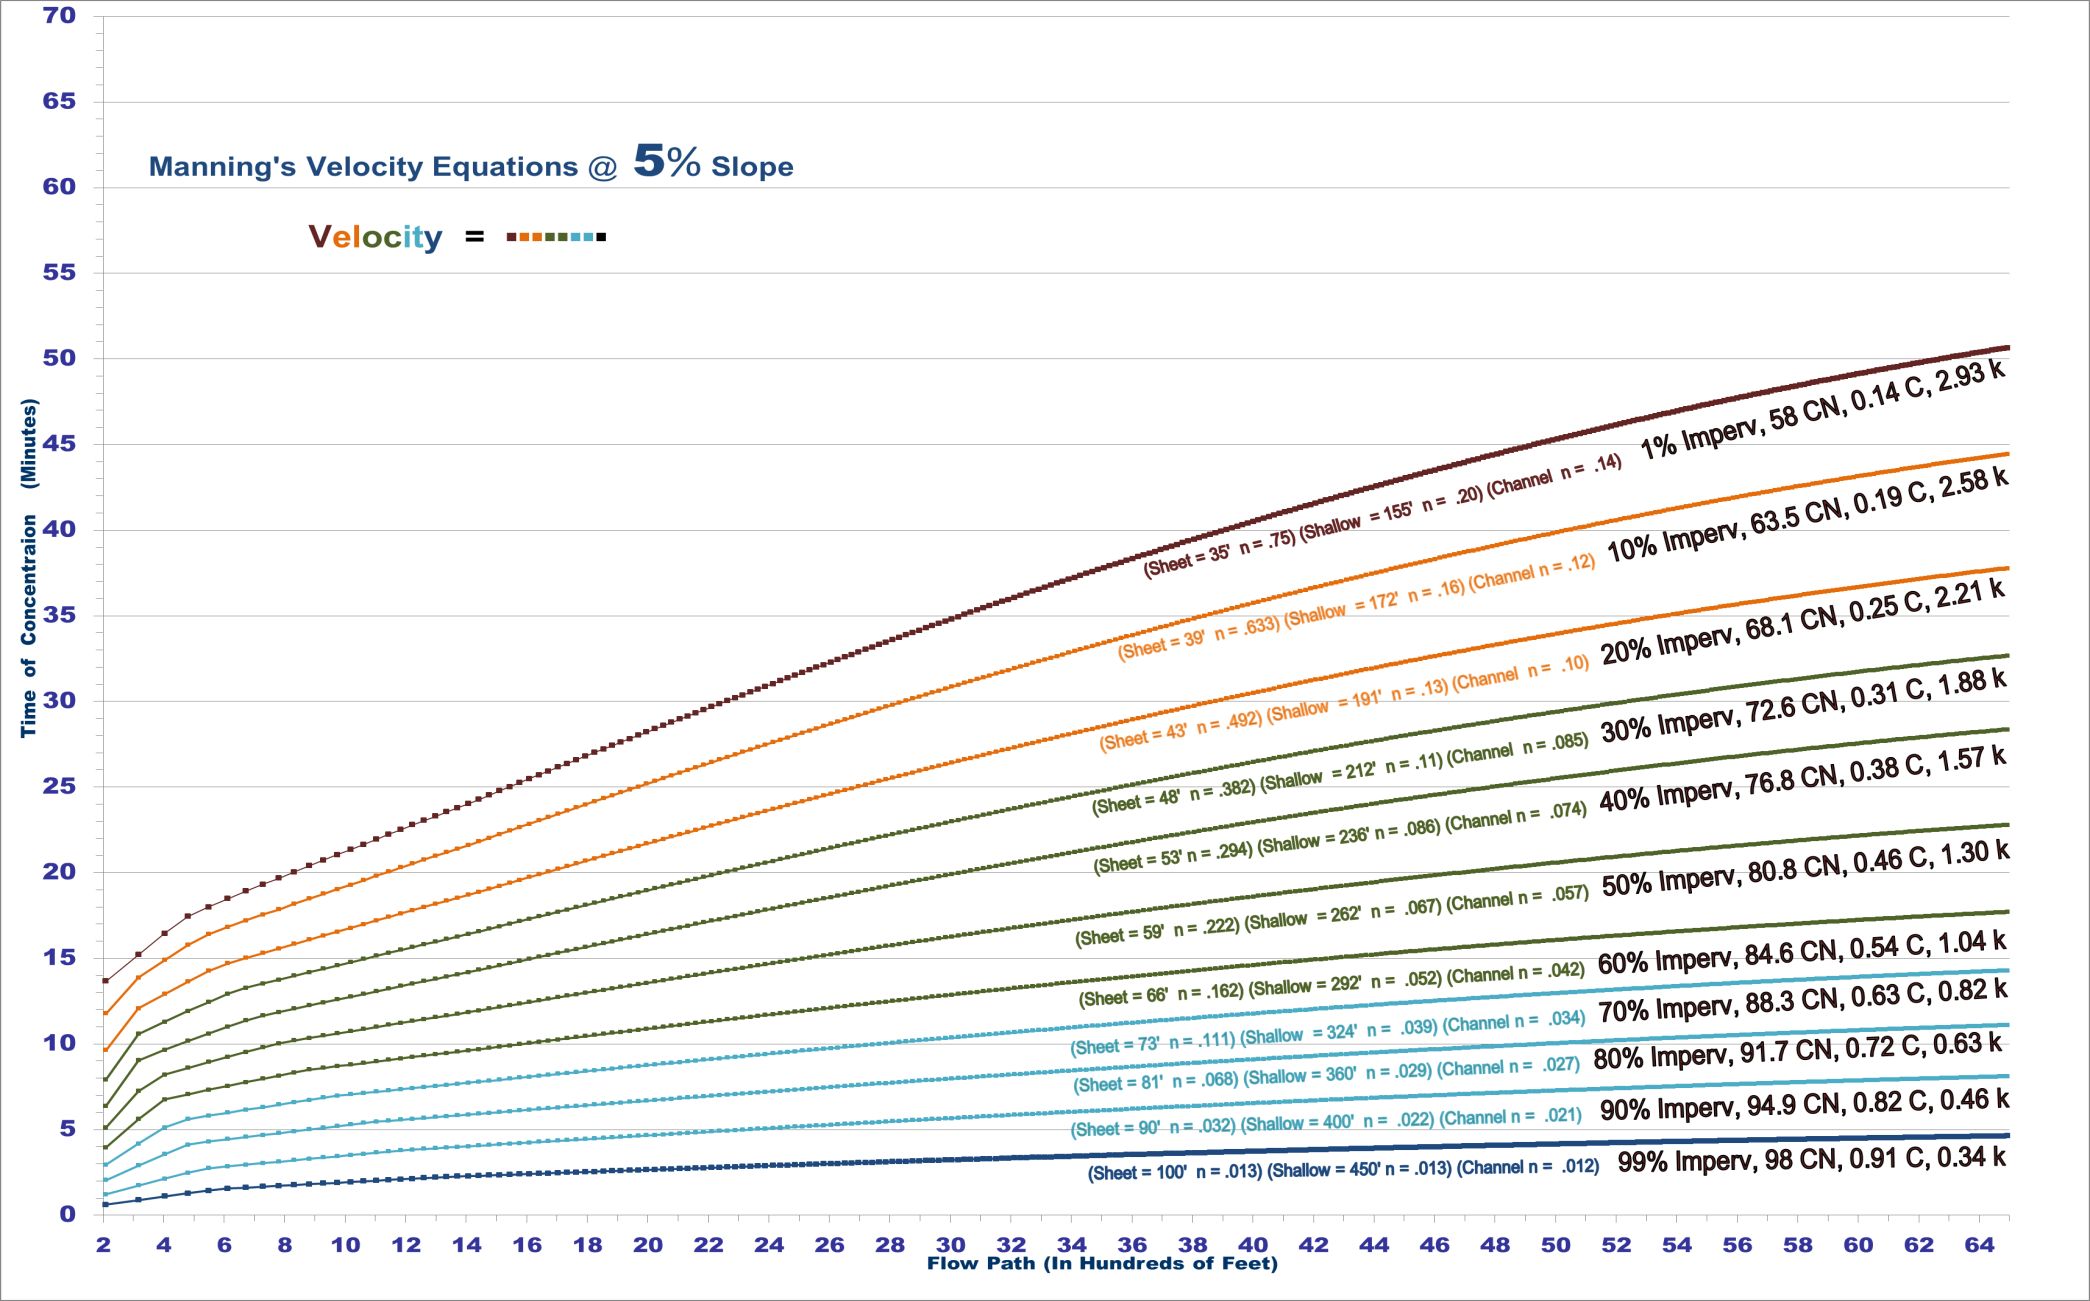 Manning's Velocity Equations @ 5% Slope
Velocity =
Time of Concentraion (Minutes)
70
65
60
55
50
45
40
35
30
25
20
15
10
5
0
(Sheet = 35' n = .75) (Shallow = 155' n = .20) (Channel n = .14) 1% Imperv, 58 CN, 0.14 C, 2.93 k
(Sheet = 39' n = .633) (Shallow = 172' n = .16) (Channel n = .12) 10% Imperv, 63.5 CN, 0.19 C, 2.58 k
(Sheet = 43' n = .492) (Shallow = 191' n = .13) (Channel n = .10) 20% Imperv, 68.1 CN, 0.25 C, 2.21 k
(Sheet = 48' n = .382) (Shallow = 212' n = .11) (Channel n = .085) 30% Imperv, 72.6 CN, 0.31 C, 1.88 k
(Sheet = 53' n = .294) (Shallow = 236' n = .086) (Channel n = .074) 40% Imperv, 76.8 CN, 0.38 C, 1.57 k
(Sheet = 59' n = .222) (Shallow = 262' n = .067) (Channel n = .057) 50% Imperv, 80.8 CN, 0.46 C, 1.30 k
(Sheet = 66' n = .162) (Shallow = 292' n = .052) (Channel n = .042) 60% Imperv, 84.6 CN, 0.54 C, 1.04 k
(Sheet = 73' n = .111) (Shallow = 324' n = .039) (Channel n = .034) 70% Imperv, 88.3 CN, 0.63 C, 0.82 k
(Sheet = 81' n = .068) (Shallow = 360' n = .029) (Channel n = .027) 80% Imperv, 91.7 CN, 0.72 C, 0.63 k
(Sheet = 90' n = .032) (Shallow = 400' n = .022) (Channel n = .021) 90% Imperv, 94.9 CN, 0.82 C, 0.46 k
(Sheet = 100' n = .013) (Shallow = 450' n = .013) (Channel n = .012) 99% Imperv, 98 CN, 0.91 C, 0.34 k
2 4 6 8 10 12 14 16 18 20 22 24 26 28 30 32 34 36 38 40 42 44 46 48 50 52 54 56 58 60 62 64
Flow Path (In Hundreds of Feet)